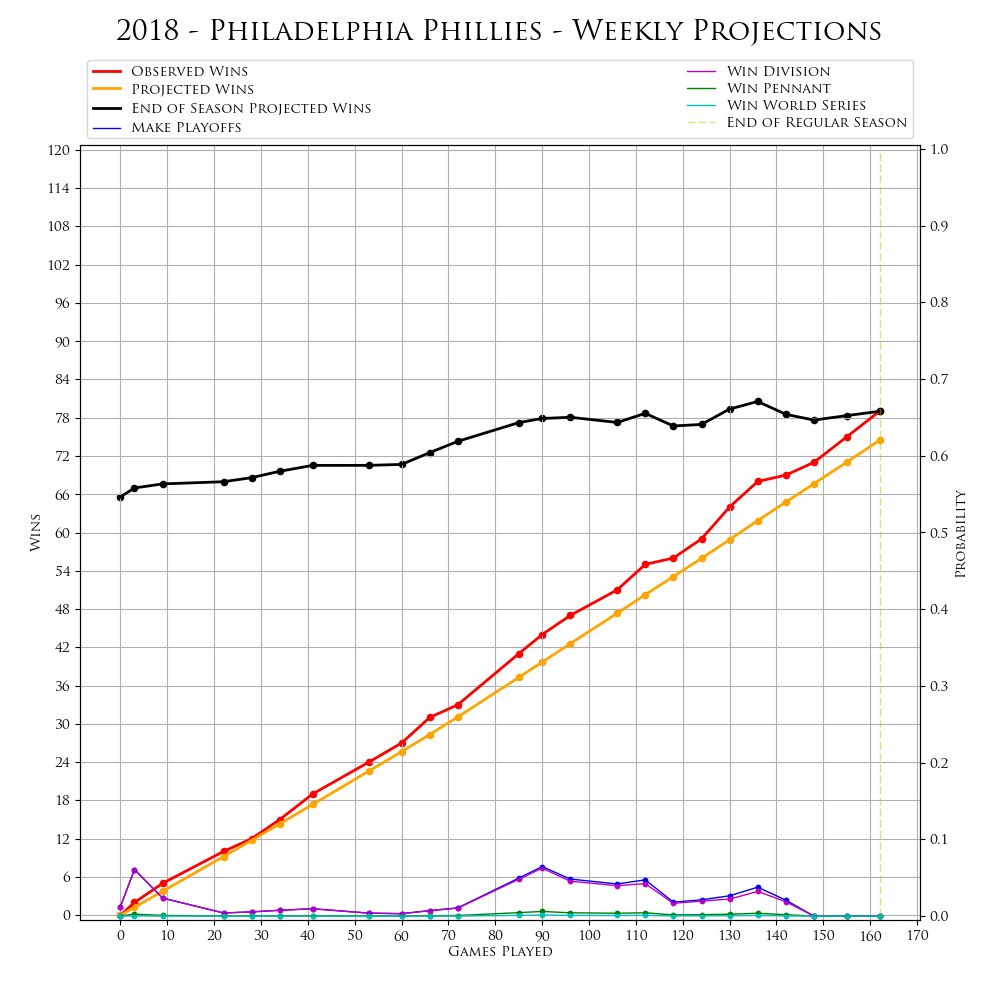 2018 - Philadelphia Phillies - Weekly Projections
Observed Wins
Projected Wins
End of Season Projected Wins
Make Playoffs
Win Division
Win Pennant
Win World Series
End of Regular Season
120
114
108
102
96
90
84
78
72
66
60
54
48
42
36
30
24
18
12
6
0
Wins
1.0
0.9
0.8
0.7
0.6
0.5
0.4
0.3
0.2
0.1
0.0
Probability
0 10 20 30 40 50 60 70 80 90 100 110 120 130 140 150 160 170
Games Played